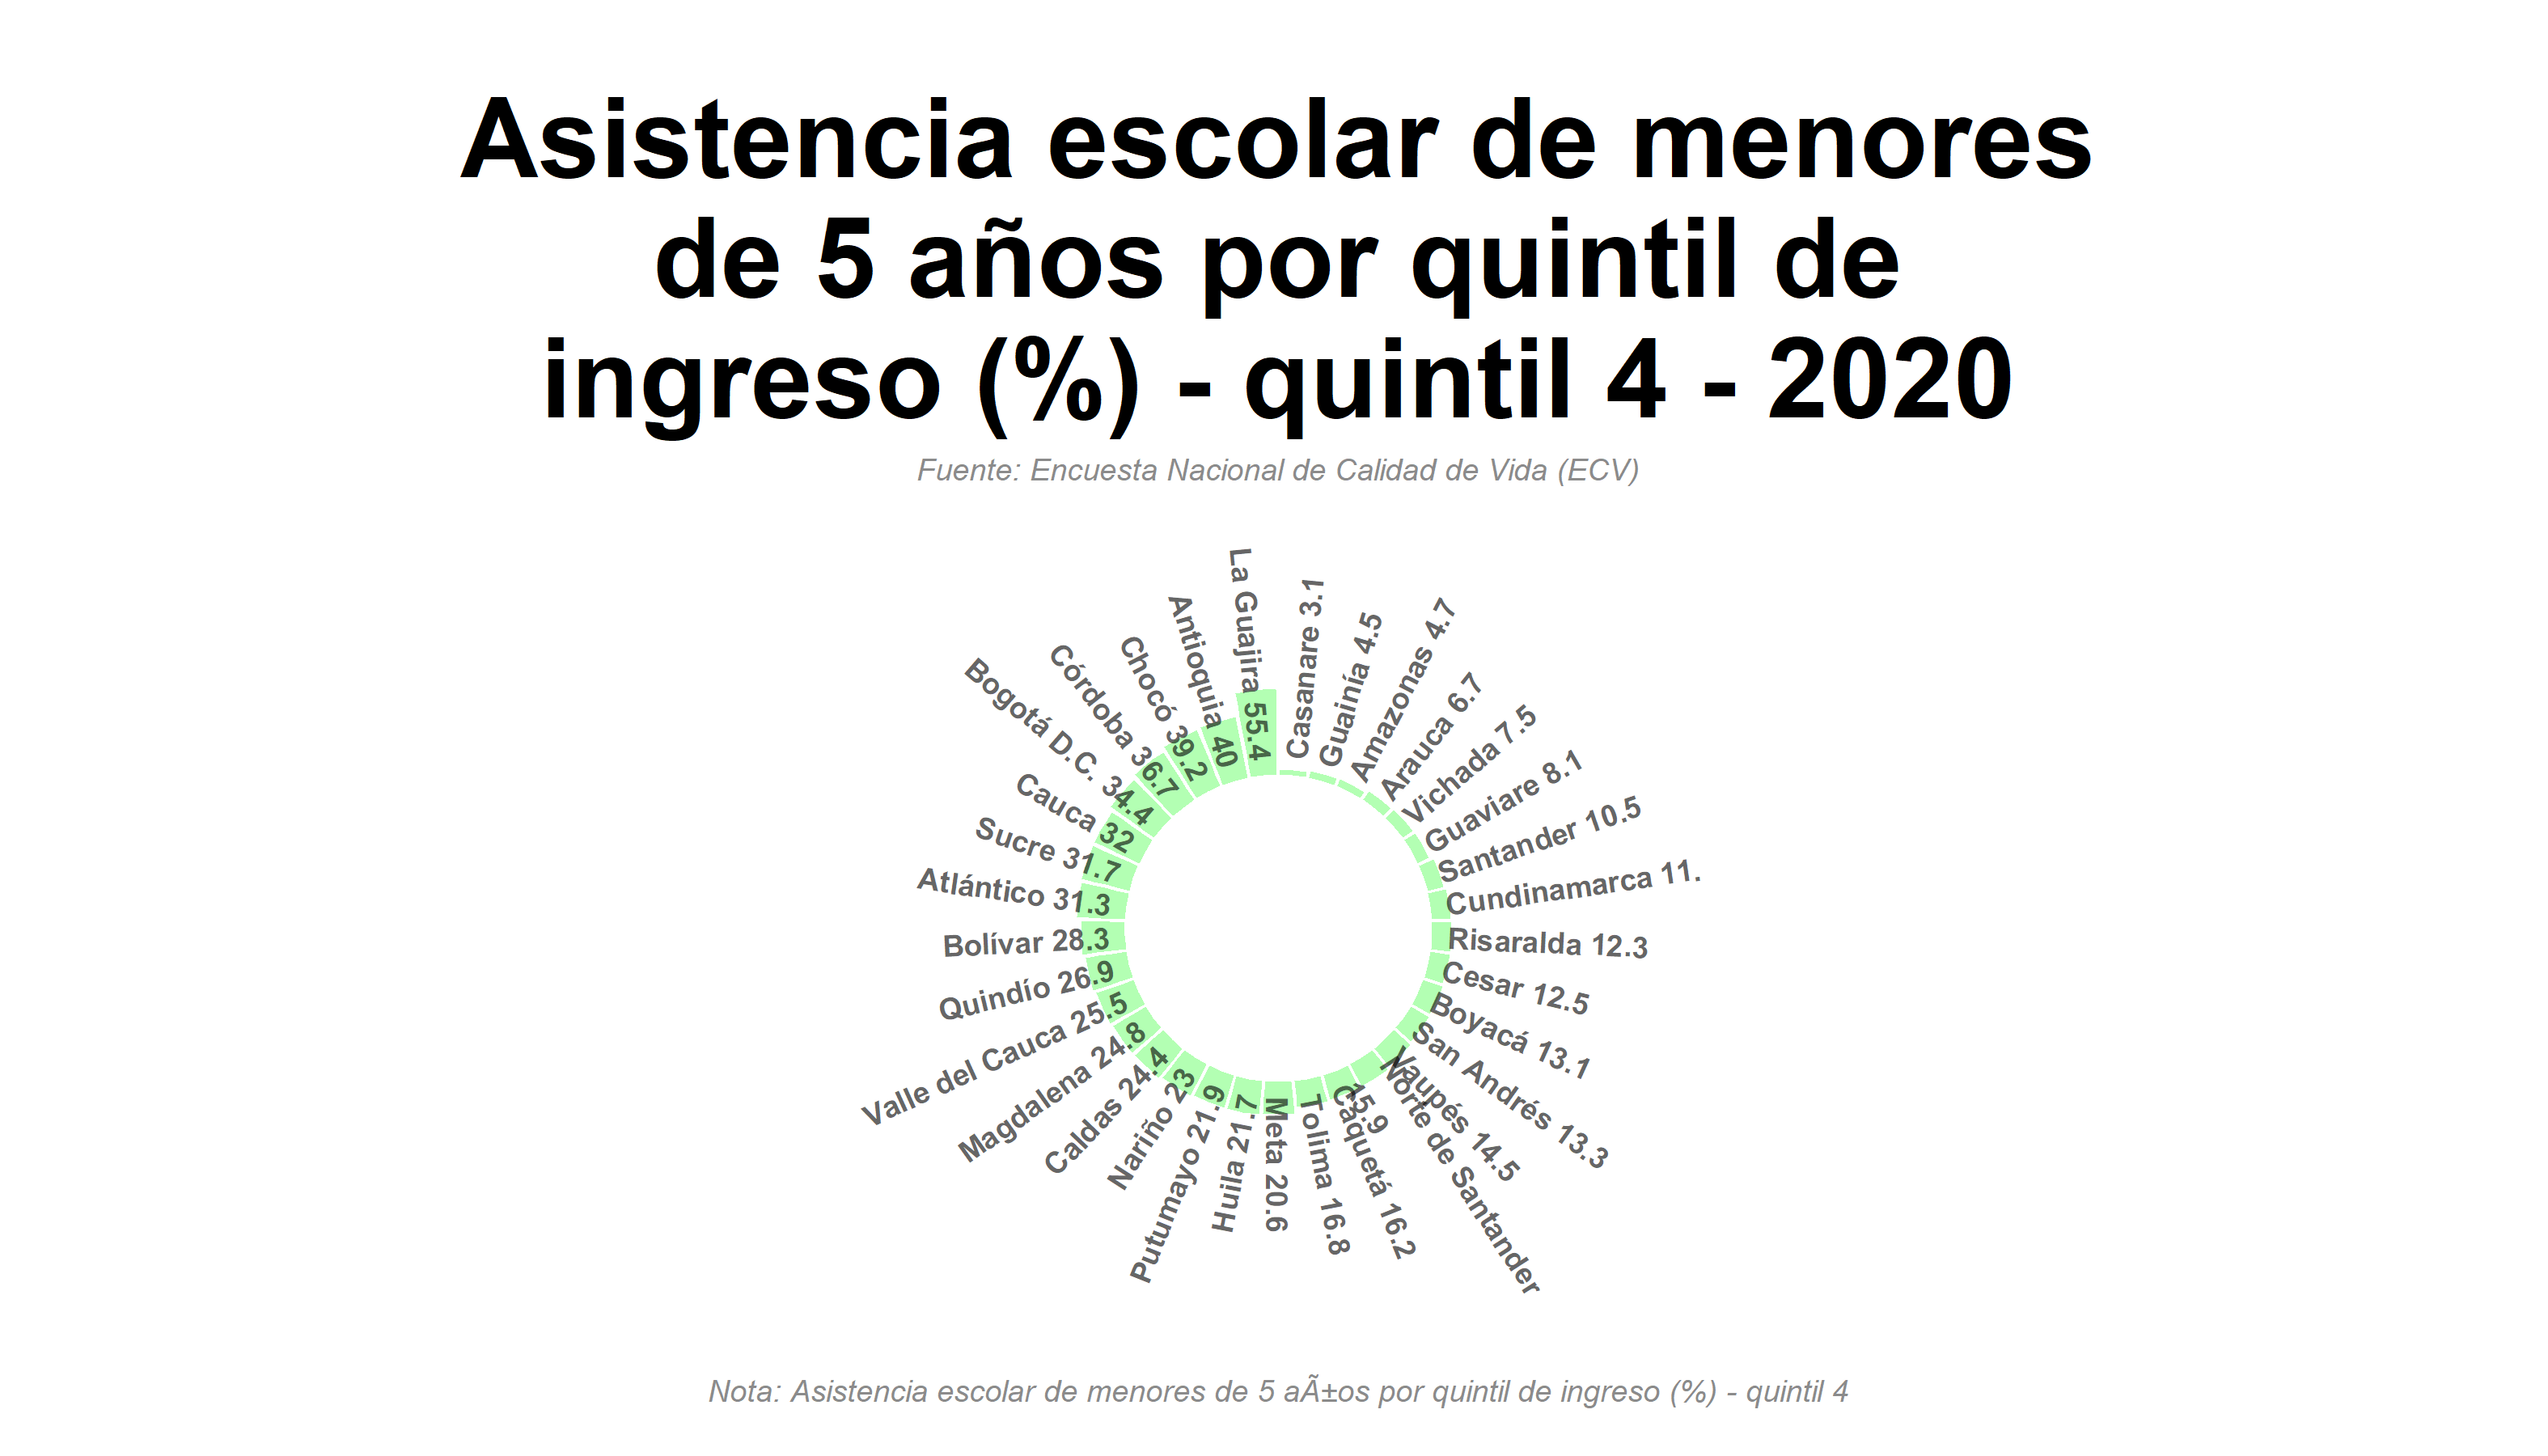 Asistencia escolar de menores
de 5 años por quintil de
ingreso (%) - quintil 4 - 2020
Fuente: Encuesta Nacional de Calidad de Vida (ECV)
Casanare 3.1
Guainía 4.5
Amazonas 4.7
Arauca 6.7
Vichada 7.5
Guaviare 8.1
Santander 10.5
Cundinamarca 11.
Risaralda 12.3
Cesar 12.5
Boyacá 13.1
San Andrés 13.3
Vaupés 14.5
Norte de Santander
15.9
Caquetá 16.2
Tolima 16.8
Meta 20.6
Huila 21.7
Putumayo 21.9
Nariño 23
Caldas 24.4
Magdalena 24.8
Valle del Cauca 25.5
Quindío 26.9
Bolívar 28.3
Atlántico 31.3
Sucre 31.7
Cauca 32
Bogotá D.C. 34.4
Córdoba 36.7
Chocó 39.2
Antioquia 40
La Guajira 55.4
Nota: Asistencia escolar de menores de 5 aÃ±os por quintil de ingreso (%) - quintil 4